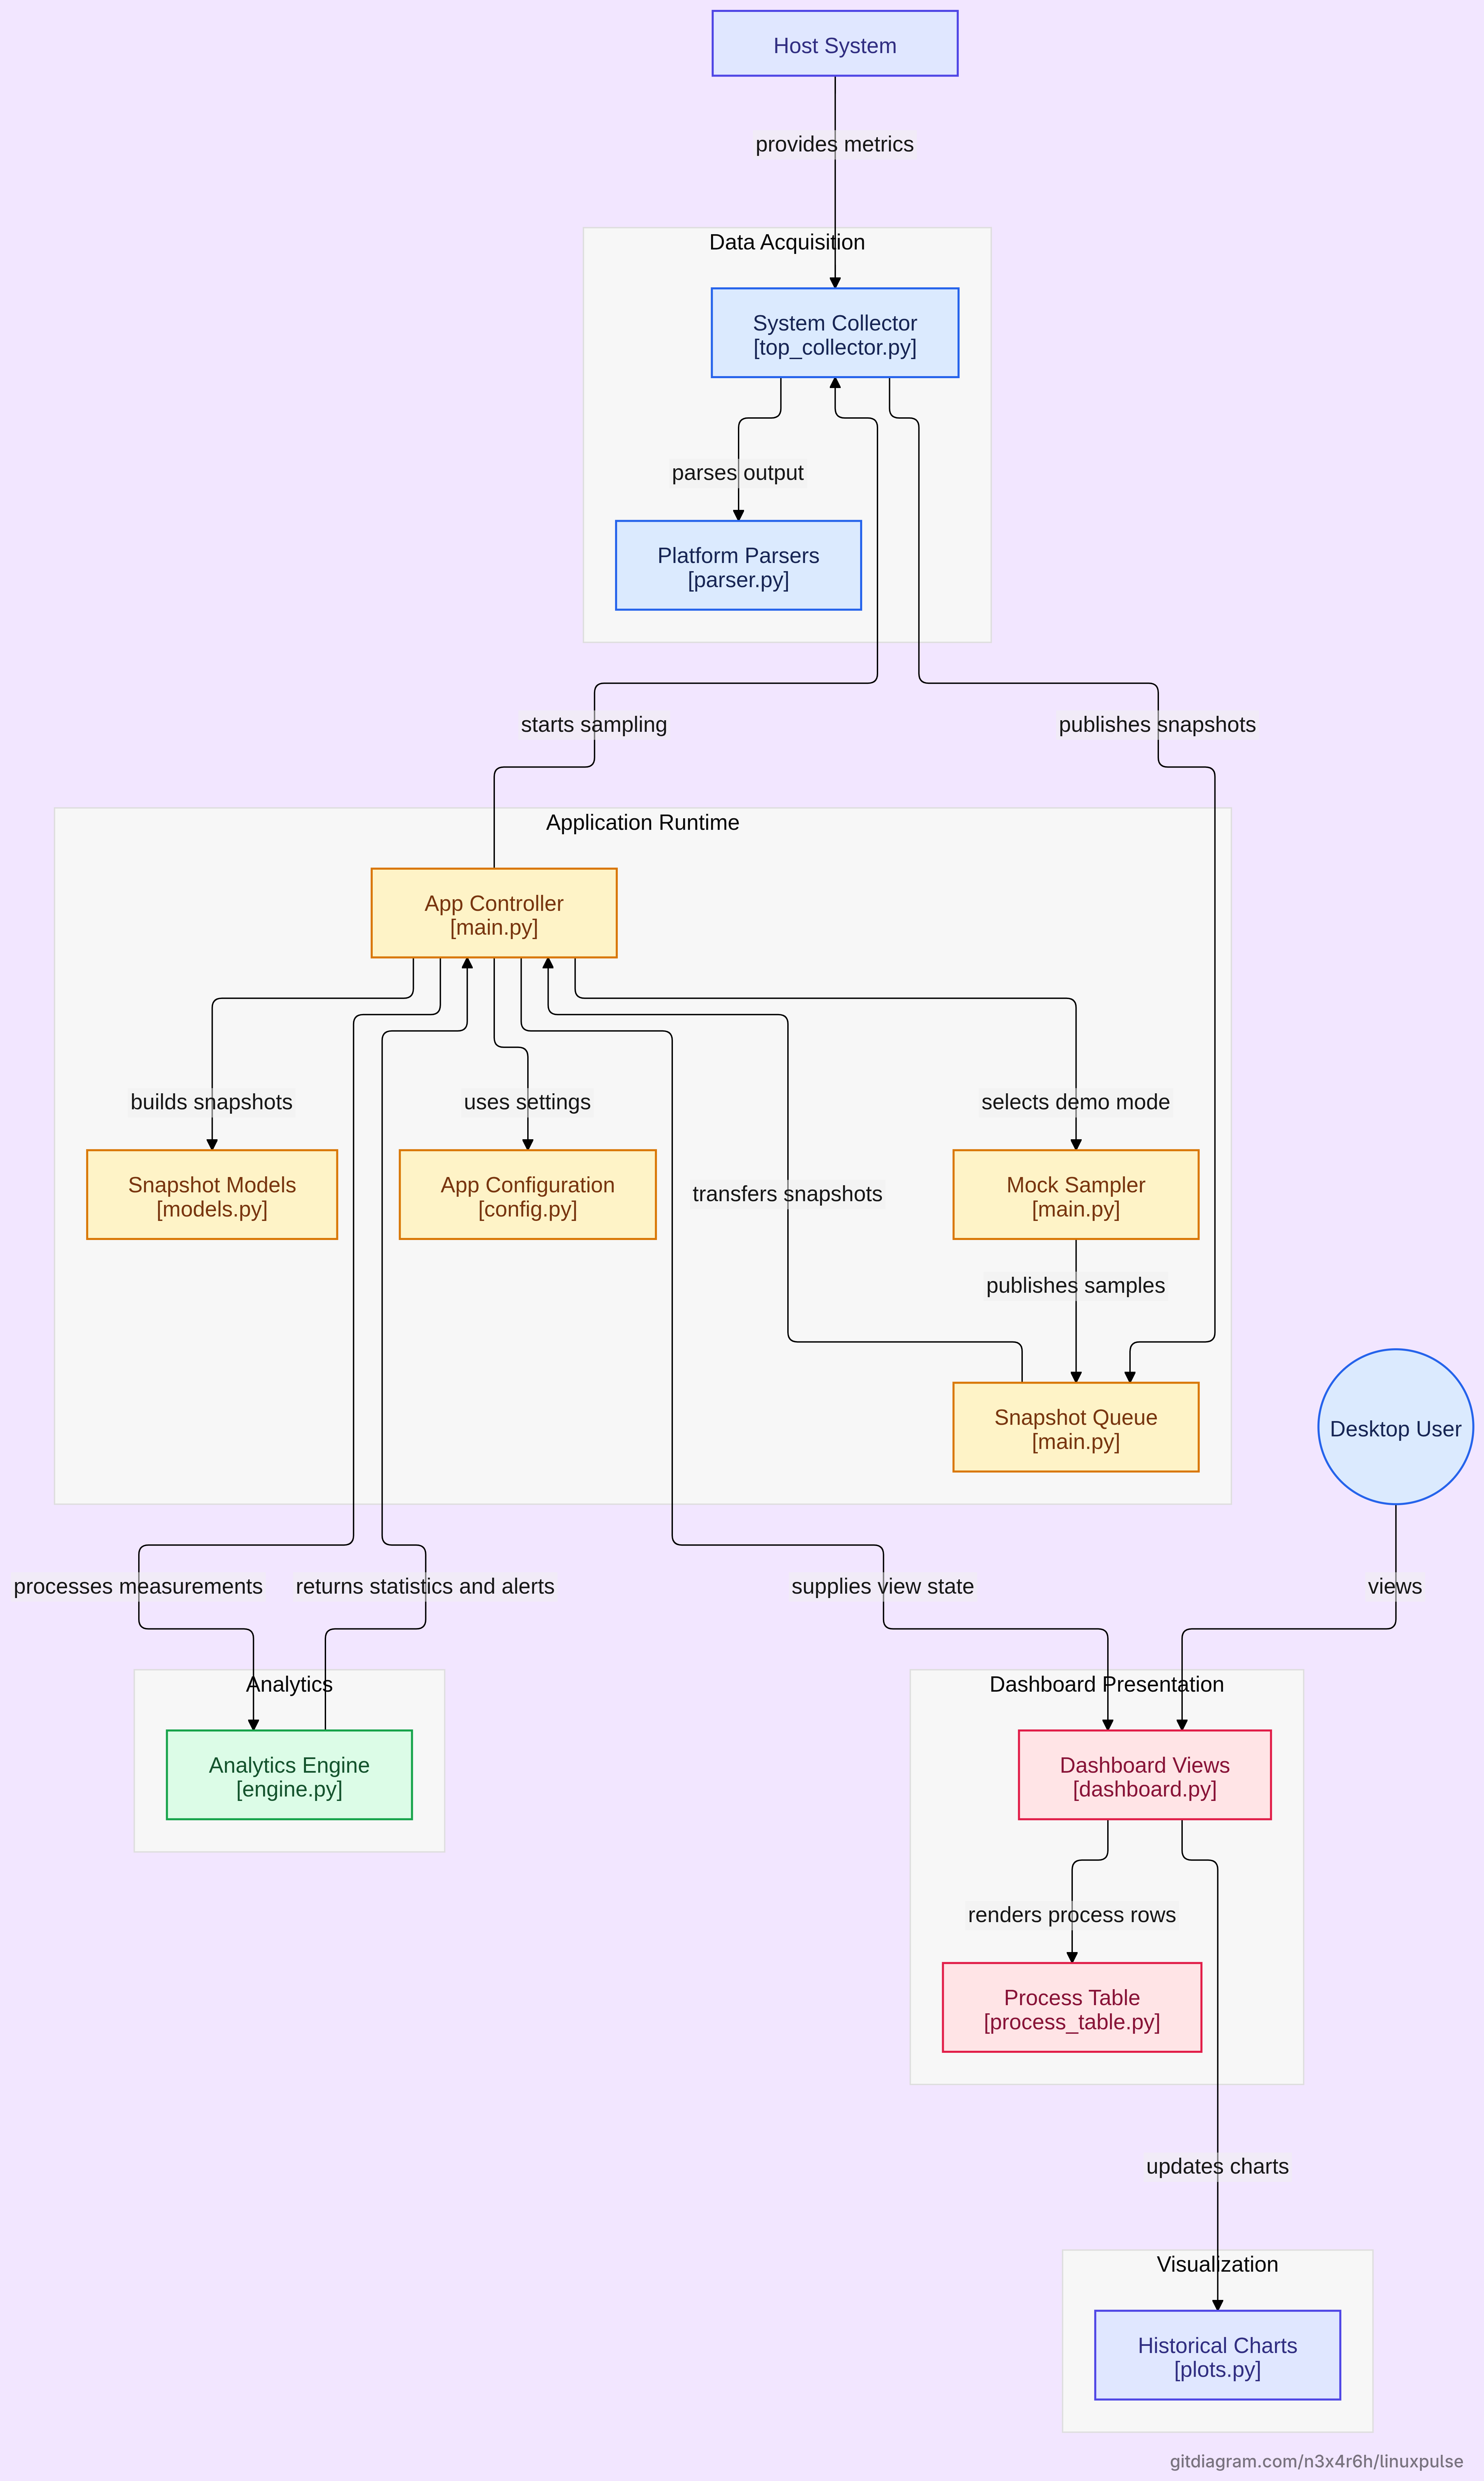 Host System
provides metrics
Data Acquisition
System Collector
[top_collector.py]
parses output
Platform Parsers
[parser.py]
starts sampling
publishes snapshots
Application Runtime
App Controller
[main.py]
builds snapshots
uses settings
selects demo mode
Snapshot Models
[models.py]
App Configuration
[config.py]
transfers snapshots
Mock Sampler
[main.py]
publishes samples
Snapshot Queue
[main.py]
Desktop User
processes measurements
returns statistics and alerts
supplies view state
views
Analytics
Analytics Engine
[engine.py]
Dashboard Presentation
Dashboard Views
[dashboard.py]
renders process rows
Process Table
[process_table.py]
updates charts
Visualization
Historical Charts
[plots.py]
gitdiagram.com/n3x4r6h/linuxpulse